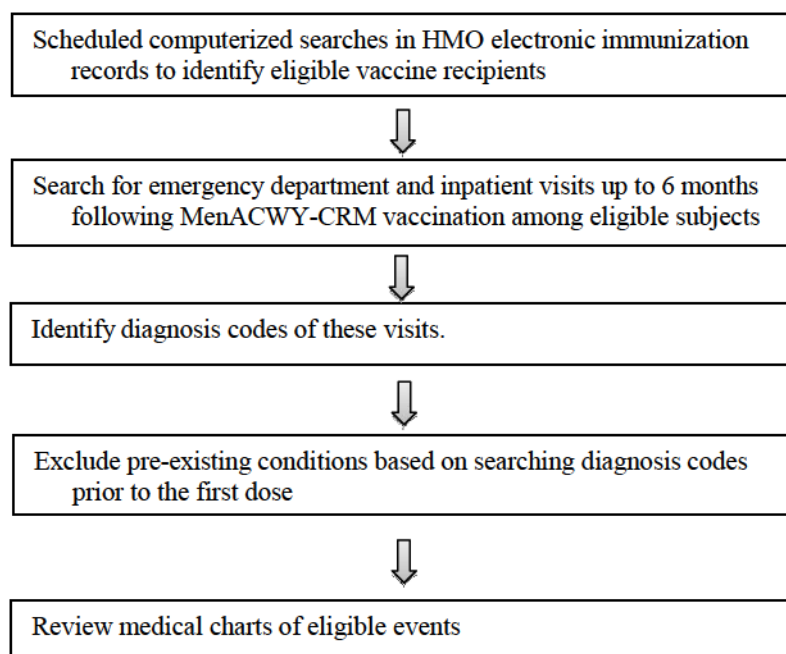 Scheduled computerized searches in HMO electronic immunization
records to identify eligible vaccine recipients
Search for emergency department and inpatient visits up to 6 months
following MenACWY-CRM vaccination among eligible subjects
Identify diagnosis codes of these visits.
Exclude pre-existing conditions based on searching diagnosis codes
prior to the first dose
Review medical charts of eligible events